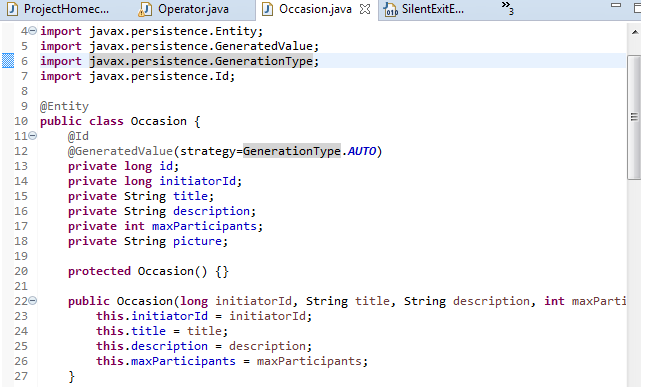 ProjectHomec... Operator.java Occasion.java SilentExitE... »3
4 import javax.persistence.Entity;
5 import javax.persistence.GeneratedValue;
6 import javax.persistence.GenerationType;
7 import javax.persistence.Id;
8
9 @Entity
10 public class Occasion {
11 @Id
12 @GeneratedValue(strategy=GenerationType.AUTO)
13 private long id;
14 private long initiatorId;
15 private String title;
16 private String description;
17 private int maxParticipants;
18 private String picture;
19
20 protected Occasion() {}
21
22 public Occasion(long initiatorId, String title, String description, int maxParti
23 this.initiatorId = initiatorId;
24 this.title = title;
25 this.description = description;
26 this.maxParticipants = maxParticipants;
27 }